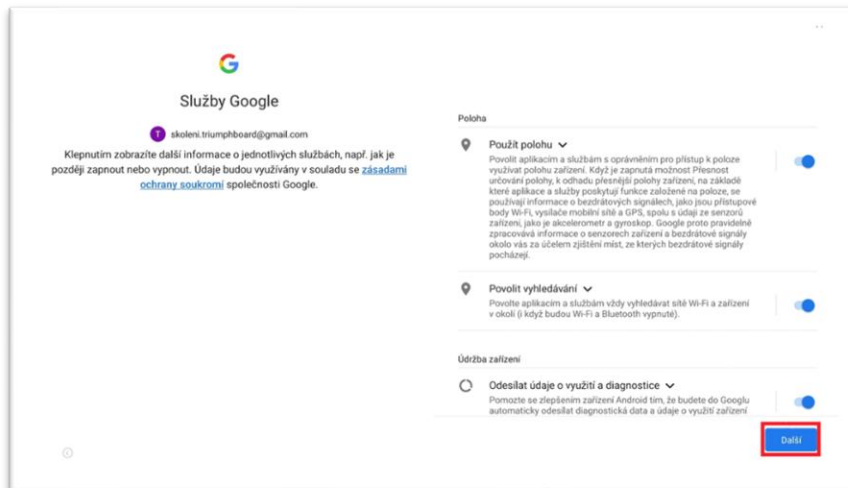 Služby Google
T skoleni.triumphboard@gmail.com
Klepnutím zobrazíte další informace o jednotlivých službách, např. jak je
později zapnout nebo vypnout. Údaje budou využívány v souladu se zásadami
ochrany soukromí společnosti Google.
Poloha
Použít polohu
Povolit aplikacím a službám s oprávněním pro přístup k poloze
využívat polohu zařízení. Když je zapnutá možnost Přesnost
určování polohy, k odhadu přesnější polohy zařízení, na základě
které aplikace a služby poskytují funkce založené na poloze, se
používají informace o bezdrátových signálech, jako jsou přístupové
body Wi-Fi, vysílače mobilní sítě a GPS, spolu s údaji ze senzorů
zařízení, jako je akcelerometr a gyroskop. Google proto pravidelně
zpracovává informace o senzorech zařízení a bezdrátové signály
okolo vás za účelem zjištění míst, ze kterých bezdrátové signály
pocházejí.
Povolit vyhledávání
Povolte aplikacím a službám vždy vyhledávat sítě Wi-Fi a zařízení
v okolí (i když budou Wi-Fi a Bluetooth vypnuté).
Údržba zařízení
Odesílat údaje o využití a diagnostice
Pomozte se zlepšením zařízení Android tím, že budete do Googlu
automaticky odesílat diagnostická data a údaje o využití zařízení
Další